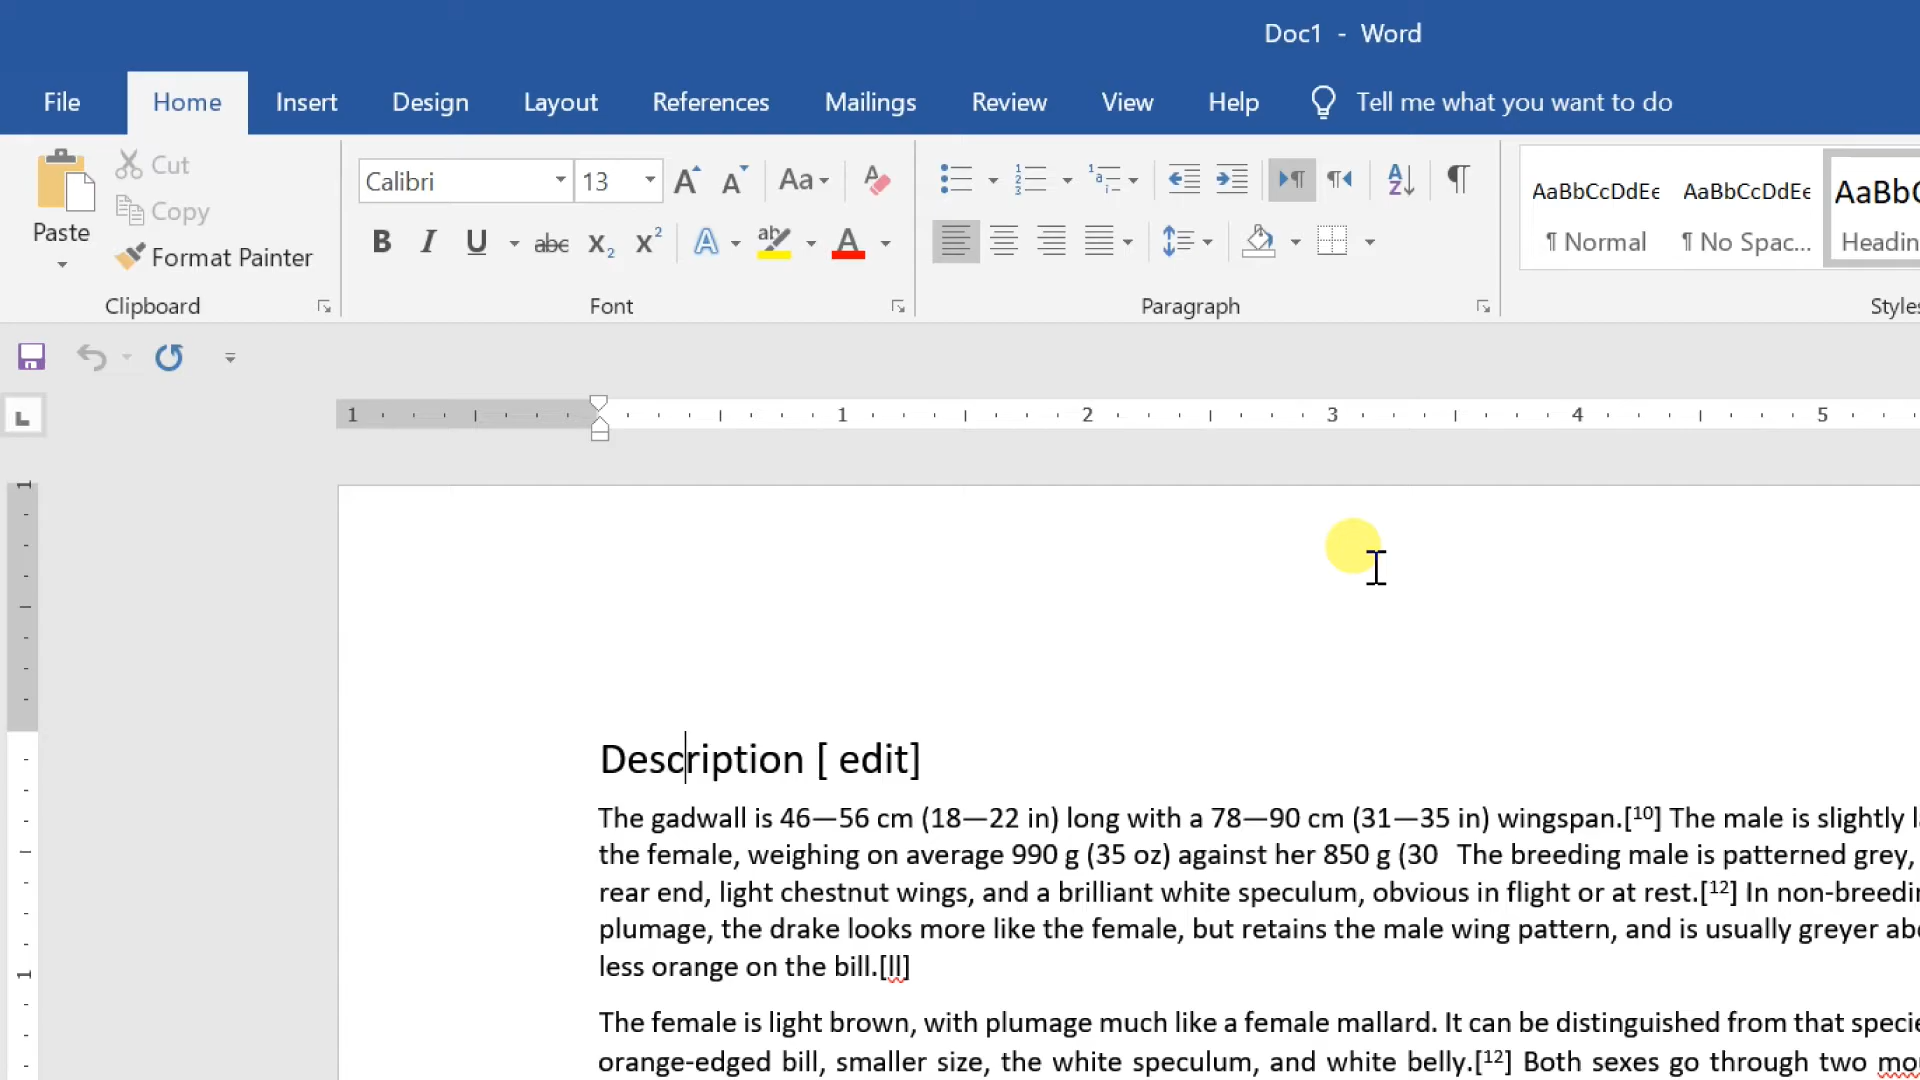 Doc1 - Word
File Home Insert Design Layout References Mailings Review View Help Tell me what you want to do
Cut
Copy
Paste
Format Painter
Clipboard
Calibri 13
Font
Paragraph
AaBbCcDdEe AaBbCcDdEe AaBbC
¶ Normal ¶ No Spac... Headin
Styles
1 1 2 3 4 5
1
Description [ edit]
The gadwall is 46—56 cm (18—22 in) long with a 78—90 cm (31—35 in) wingspan.[10] The male is slightly l
the female, weighing on average 990 g (35 oz) against her 850 g (30 The breeding male is patterned grey,
rear end, light chestnut wings, and a brilliant white speculum, obvious in flight or at rest.[12] In non-breedi
plumage, the drake looks more like the female, but retains the male wing pattern, and is usually greyer abo
less orange on the bill.[ll]
1
The female is light brown, with plumage much like a female mallard. It can be distinguished from that specie
orange-edged bill, smaller size, the white speculum, and white belly.[12] Both sexes go through two mo